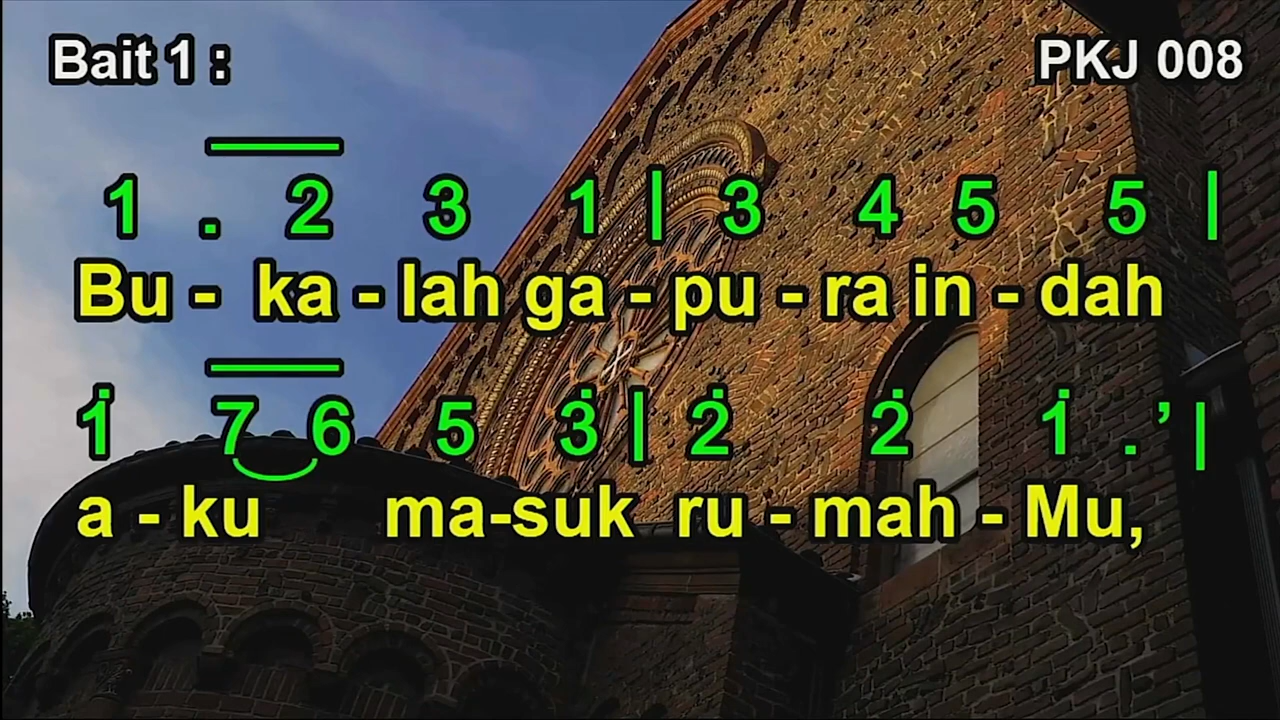 Bait 1 : PKJ 008
1 . 2 3 1 | 3 4 5 5 |
Bu - ka - lah ga - pu - ra in - dah
1̇ 7 6 5 3̇ | 2̇ 2̇ 1̇ . ’ |
a - ku ma-suk ru - mah - Mu,